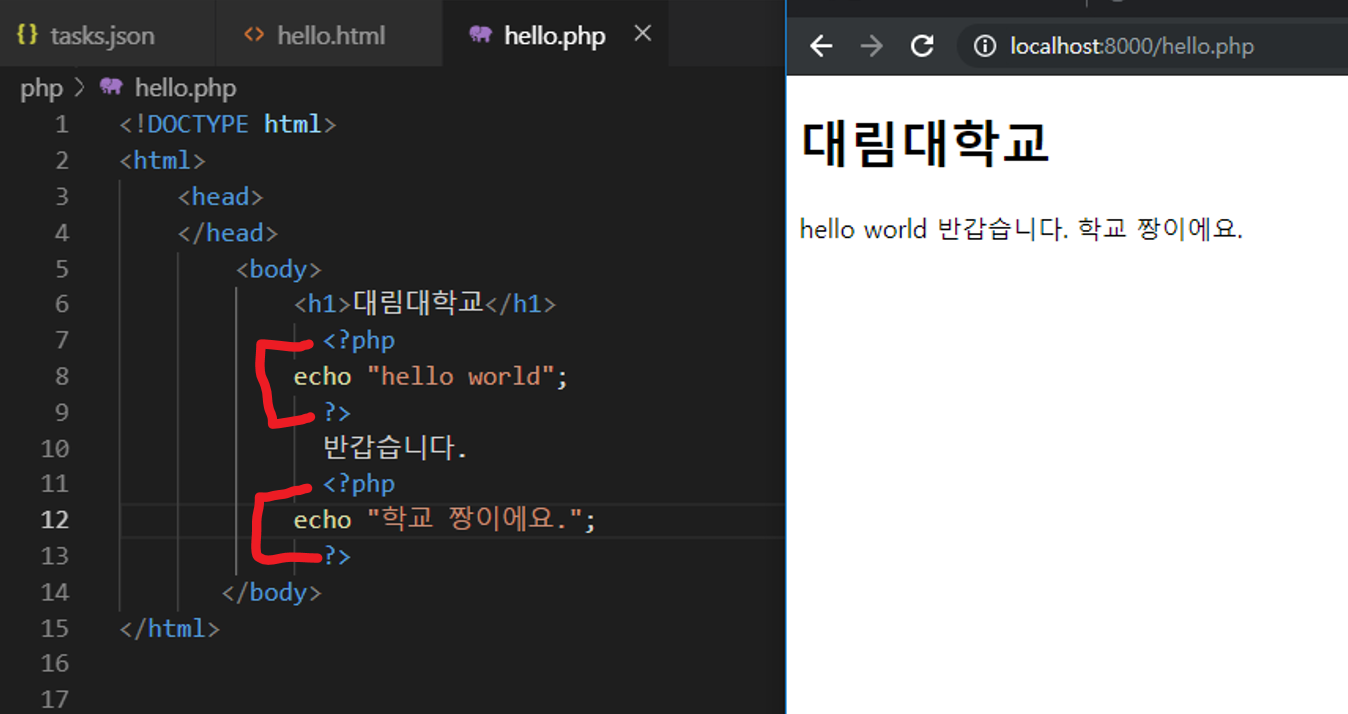 tasks.json
hello.html
hello.php
php > hello.php
1 <!DOCTYPE html>
2 <html>
3 <head>
4 </head>
5 <body>
6 <h1>대림대학교</h1>
7 <?php
8 echo "hello world";
9 ?>
10 반갑습니다.
11 <?php
12 echo "학교 짱이에요.";
13 ?>
14 </body>
15 </html>
16
17
localhost:8000/hello.php
대림대학교
hello world 반갑습니다. 학교 짱이에요.